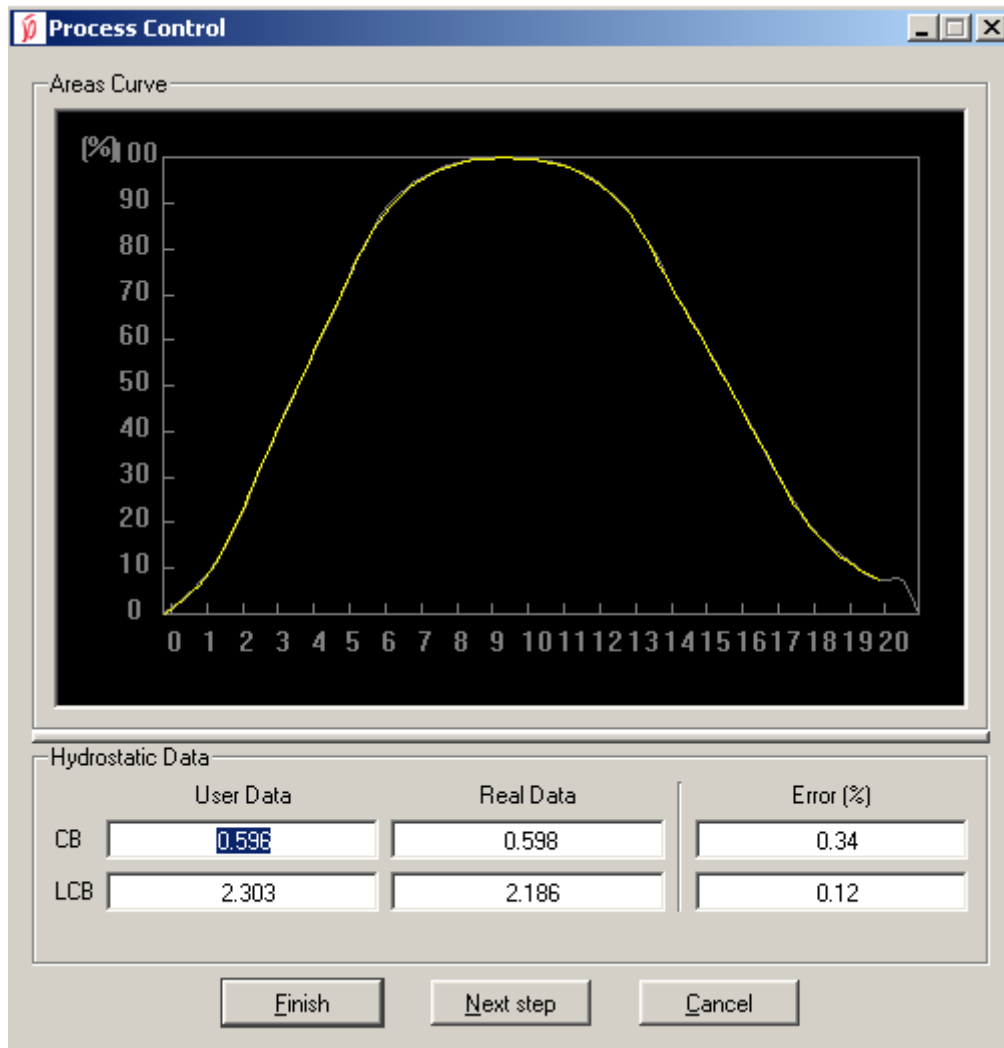 Process Control
Areas Curve
(%)100
90
80
70
60
50
40
30
20
10
0
0 1 2 3 4 5 6 7 8 9 10 11 12 13 14 15 16 17 18 19 20
Hydrostatic Data
User Data Real Data Error (%)
CB 0.596 0.598 0.34
LCB 2.303 2.186 0.12
Finish Next step Cancel